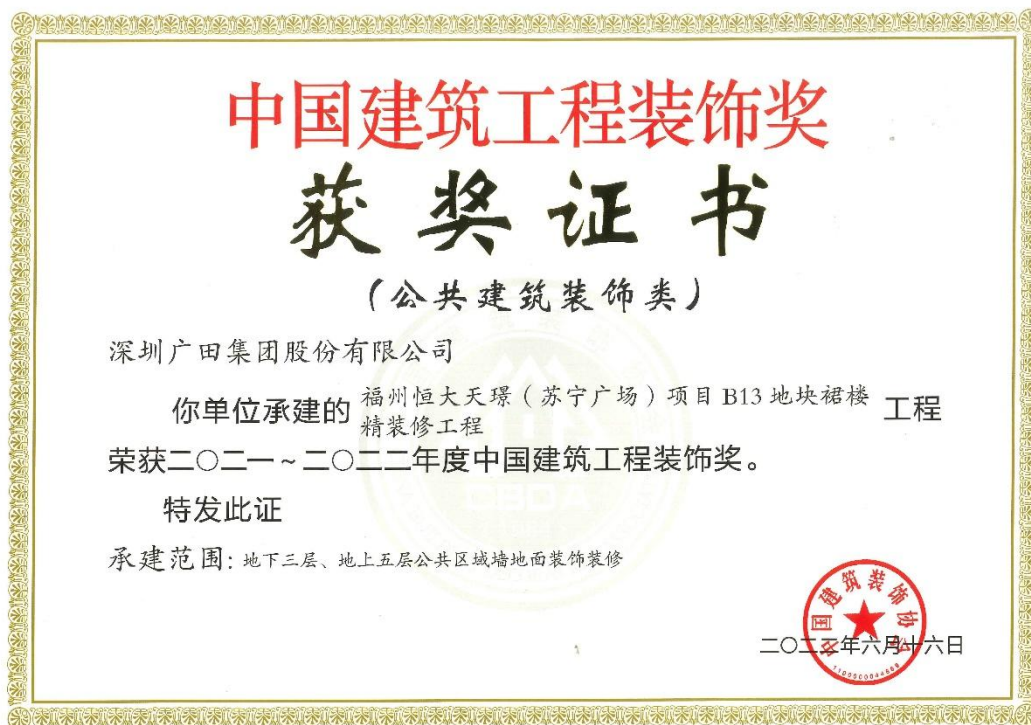 中国建筑工程装饰奖
获奖证书
（公共建筑装饰类）
深圳广田集团股份有限公司
你单位承建的 福州恒大天璟（苏宁广场）项目 B13 地块裙楼精装修工程 工程
荣获二〇二一～二〇二二年度中国建筑工程装饰奖。
特发此证
承建范围：地下三层、地上五层公共区域墙地面装饰装修
中国建筑装饰协会
二〇二三年六月十六日